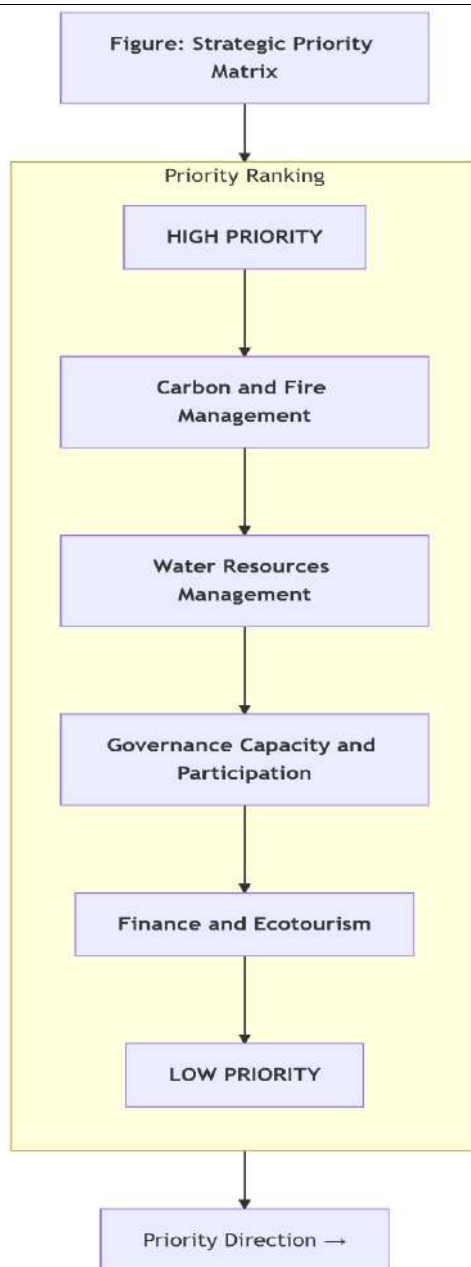 Figure: Strategic Priority
Matrix
Priority Ranking
HIGH PRIORITY
Carbon and Fire
Management
Water Resources
Management
Governance Capacity and
Participation
Finance and Ecotourism
LOW PRIORITY
Priority Direction →